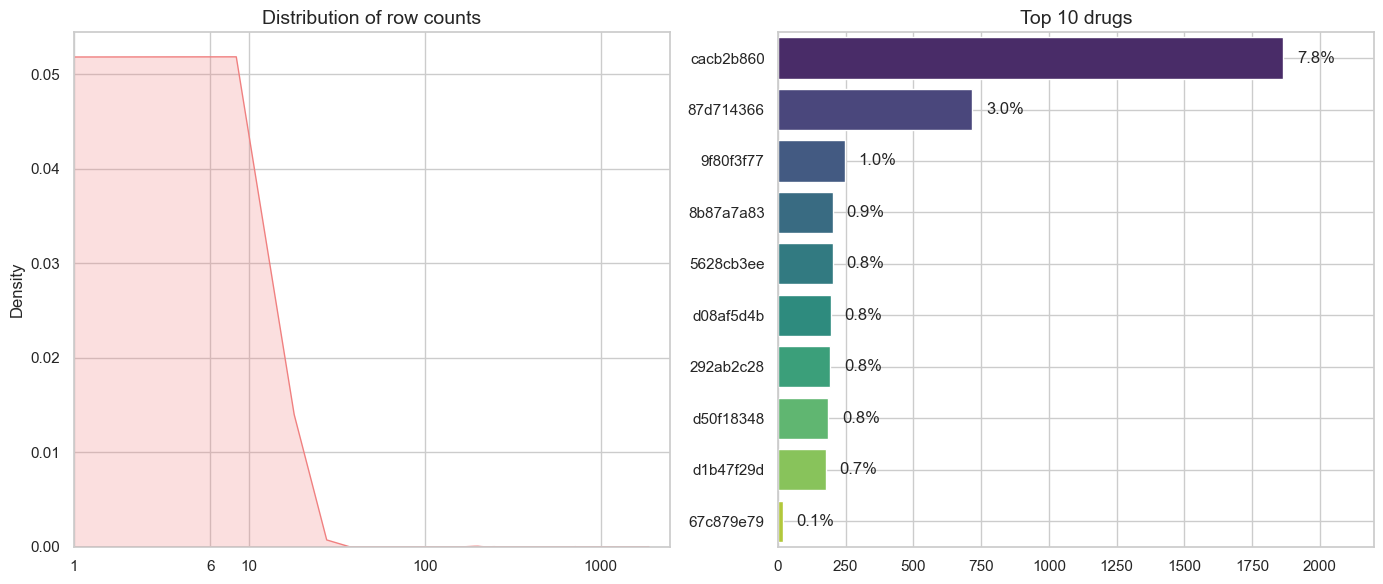 Distribution of row counts
Density
0.05
0.04
0.03
0.02
0.01
0.00
1
6
10
100
1000
Top 10 drugs
cacb2b860
7.8%
87d714366
3.0%
9f80f3f77
1.0%
8b87a7a83
0.9%
5628cb3ee
0.8%
d08af5d4b
0.8%
292ab2c28
0.8%
d50f18348
0.8%
d1b47f29d
0.7%
67c879e79
0.1%
0
250
500
750
1000
1250
1500
1750
2000